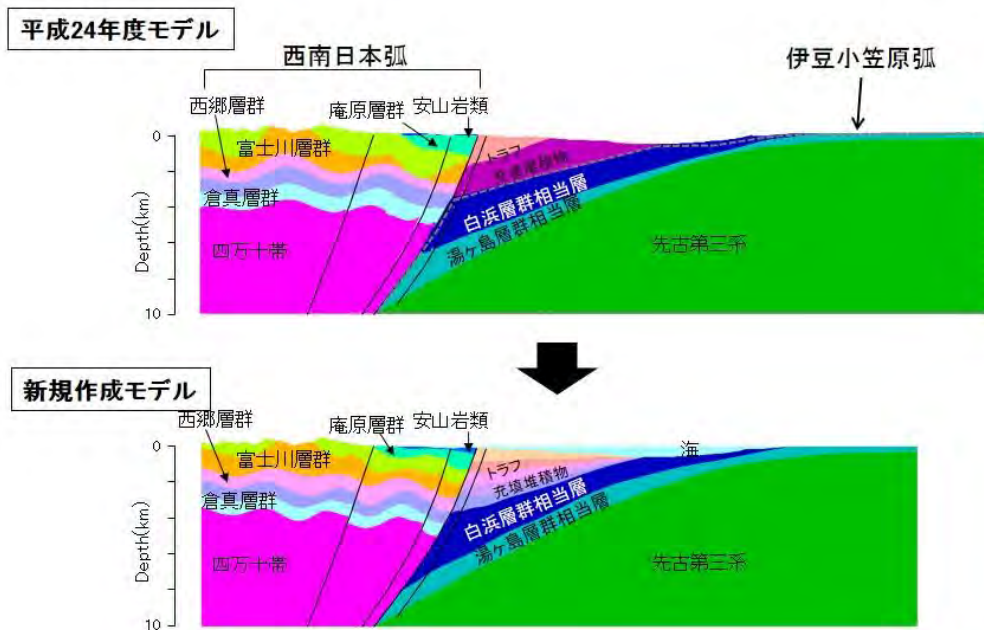 平成24年度モデル
西南日本弧
伊豆小笠原弧
西郷層群
庵原層群
安山岩類
0
富士川層群
トラフ
充填堆積物
倉真層群
白浜層群相当層
湯ヶ島層群相当層
四万十帯
先古第三系
Depth(km)
10
新規作成モデル
西郷層群
庵原層群
安山岩類
0
海
富士川層群
トラフ
充填堆積物
倉真層群
白浜層群相当層
湯ヶ島層群相当層
四万十帯
先古第三系
Depth(km)
10